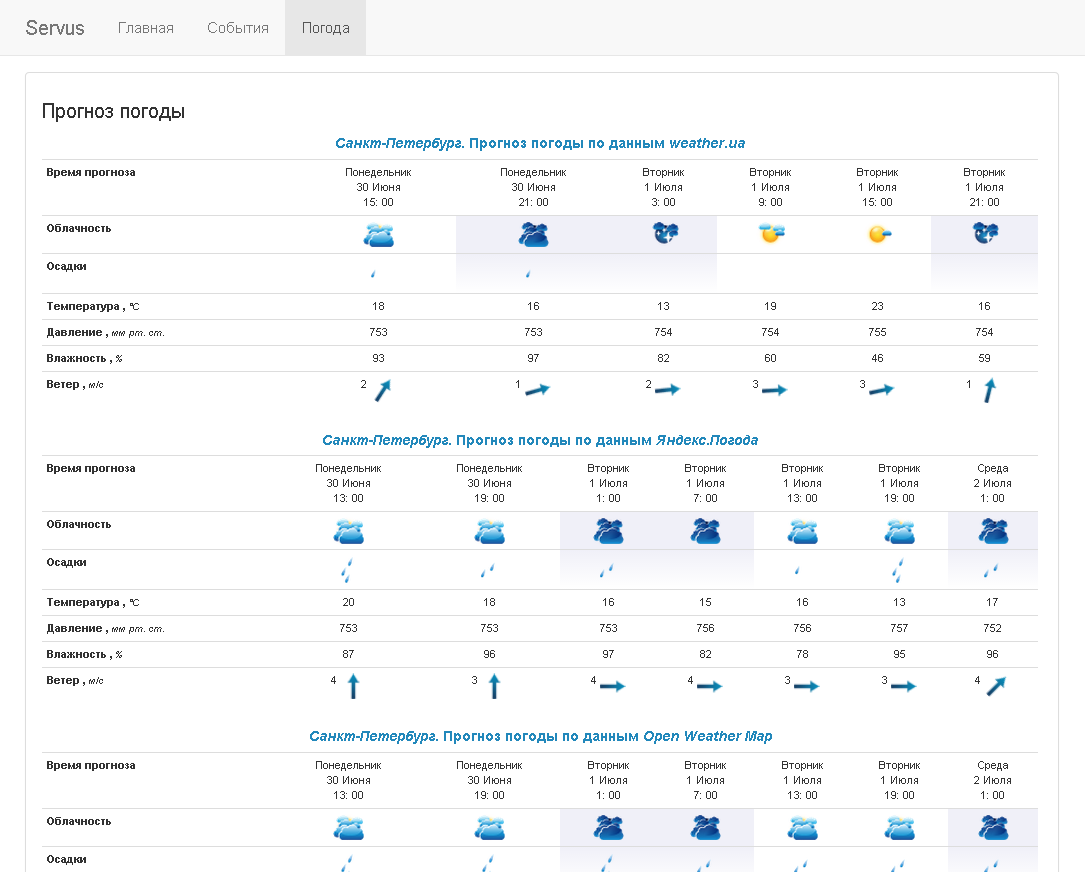 Servus Главная События Погода
Прогноз погоды
Санкт-Петербург. Прогноз погоды по данным weather.ua
Время прогноза Понедельник Понедельник Вторник Вторник Вторник Вторник
30 Июня 30 Июня 1 Июля 1 Июля 1 Июля 1 Июля
15: 00 21: 00 3: 00 9: 00 15: 00 21: 00
Облачность
Осадки
Температура , °C 18 16 13 19 23 16
Давление , мм рт. ст. 753 753 754 754 755 754
Влажность , % 93 97 82 60 46 59
Ветер , м/с 2 1 2 3 3 1
Санкт-Петербург. Прогноз погоды по данным Яндекс.Погода
Время прогноза Понедельник Понедельник Вторник Вторник Вторник Вторник Среда
30 Июня 30 Июня 1 Июля 1 Июля 1 Июля 1 Июля 2 Июля
13: 00 19: 00 1: 00 7: 00 13: 00 19: 00 1: 00
Облачность
Осадки
Температура , °C 20 18 16 15 16 13 17
Давление , мм рт. ст. 753 753 753 756 756 757 752
Влажность , % 87 96 97 82 78 95 96
Ветер , м/с 4 3 4 4 3 3 4
Санкт-Петербург. Прогноз погоды по данным Open Weather Map
Время прогноза Понедельник Понедельник Вторник Вторник Вторник Вторник Среда
30 Июня 30 Июня 1 Июля 1 Июля 1 Июля 1 Июля 2 Июля
13: 00 19: 00 1: 00 7: 00 13: 00 19: 00 1: 00
Облачность
Осадки